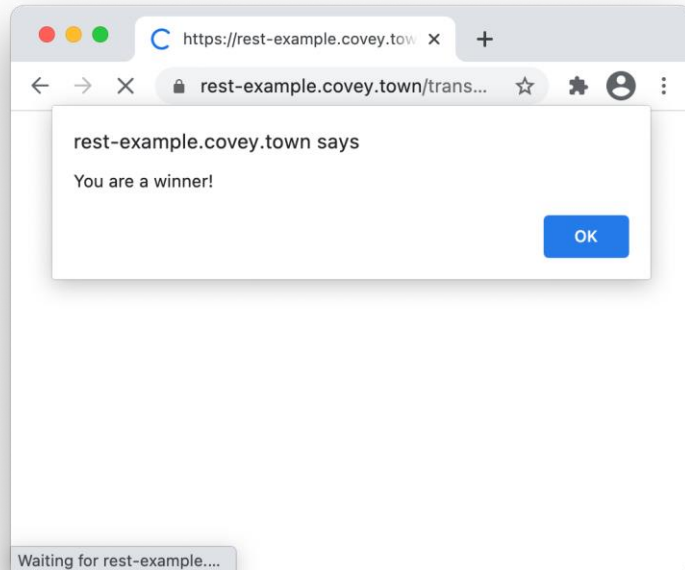 https://rest-example.covey.tow
rest-example.covey.town/trans...
rest-example.covey.town says
You are a winner!
OK
Waiting for rest-example....